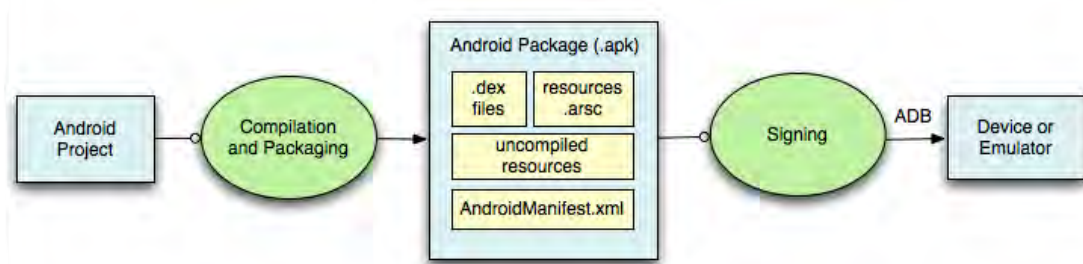 Android
Project
Compilation
and Packaging
Android Package (.apk)
.dex
files
resources
.arsc
uncompiled
resources
AndroidManifest.xml
Signing
ADB
Device or
Emulator